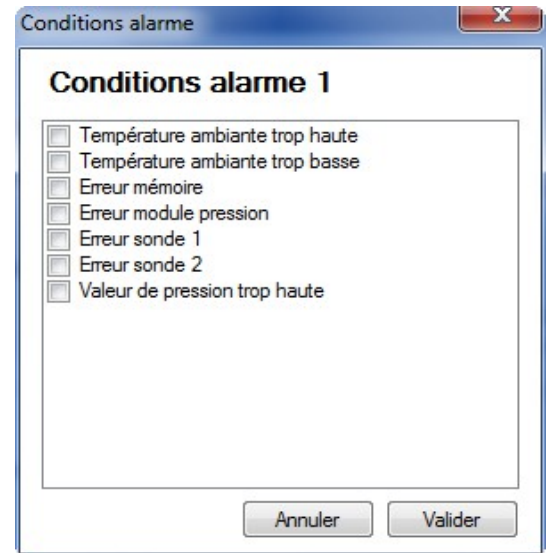 Conditions alarme
Conditions alarme 1
Température ambiante trop haute
Température ambiante trop basse
Erreur mémoire
Erreur module pression
Erreur sonde 1
Erreur sonde 2
Valeur de pression trop haute
Annuler Valider